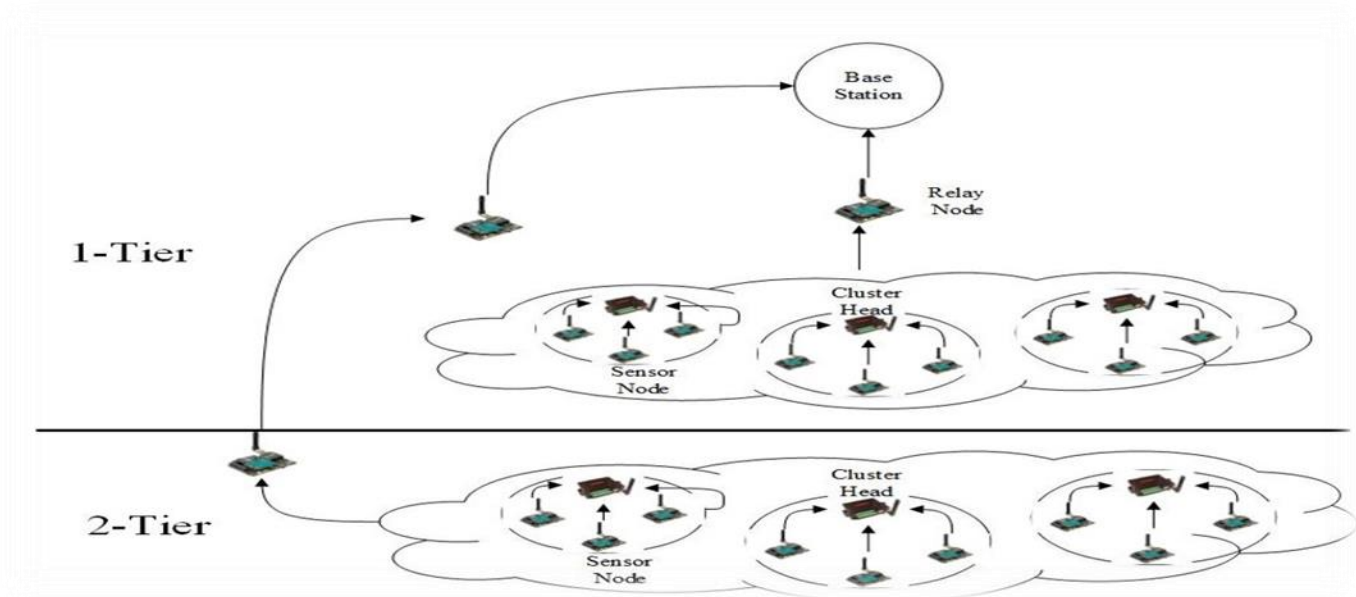 Base
Station
Relay
Node
1-Tier
Cluster
Head
Sensor
Node
Cluster
Head
2-Tier
Sensor
Node